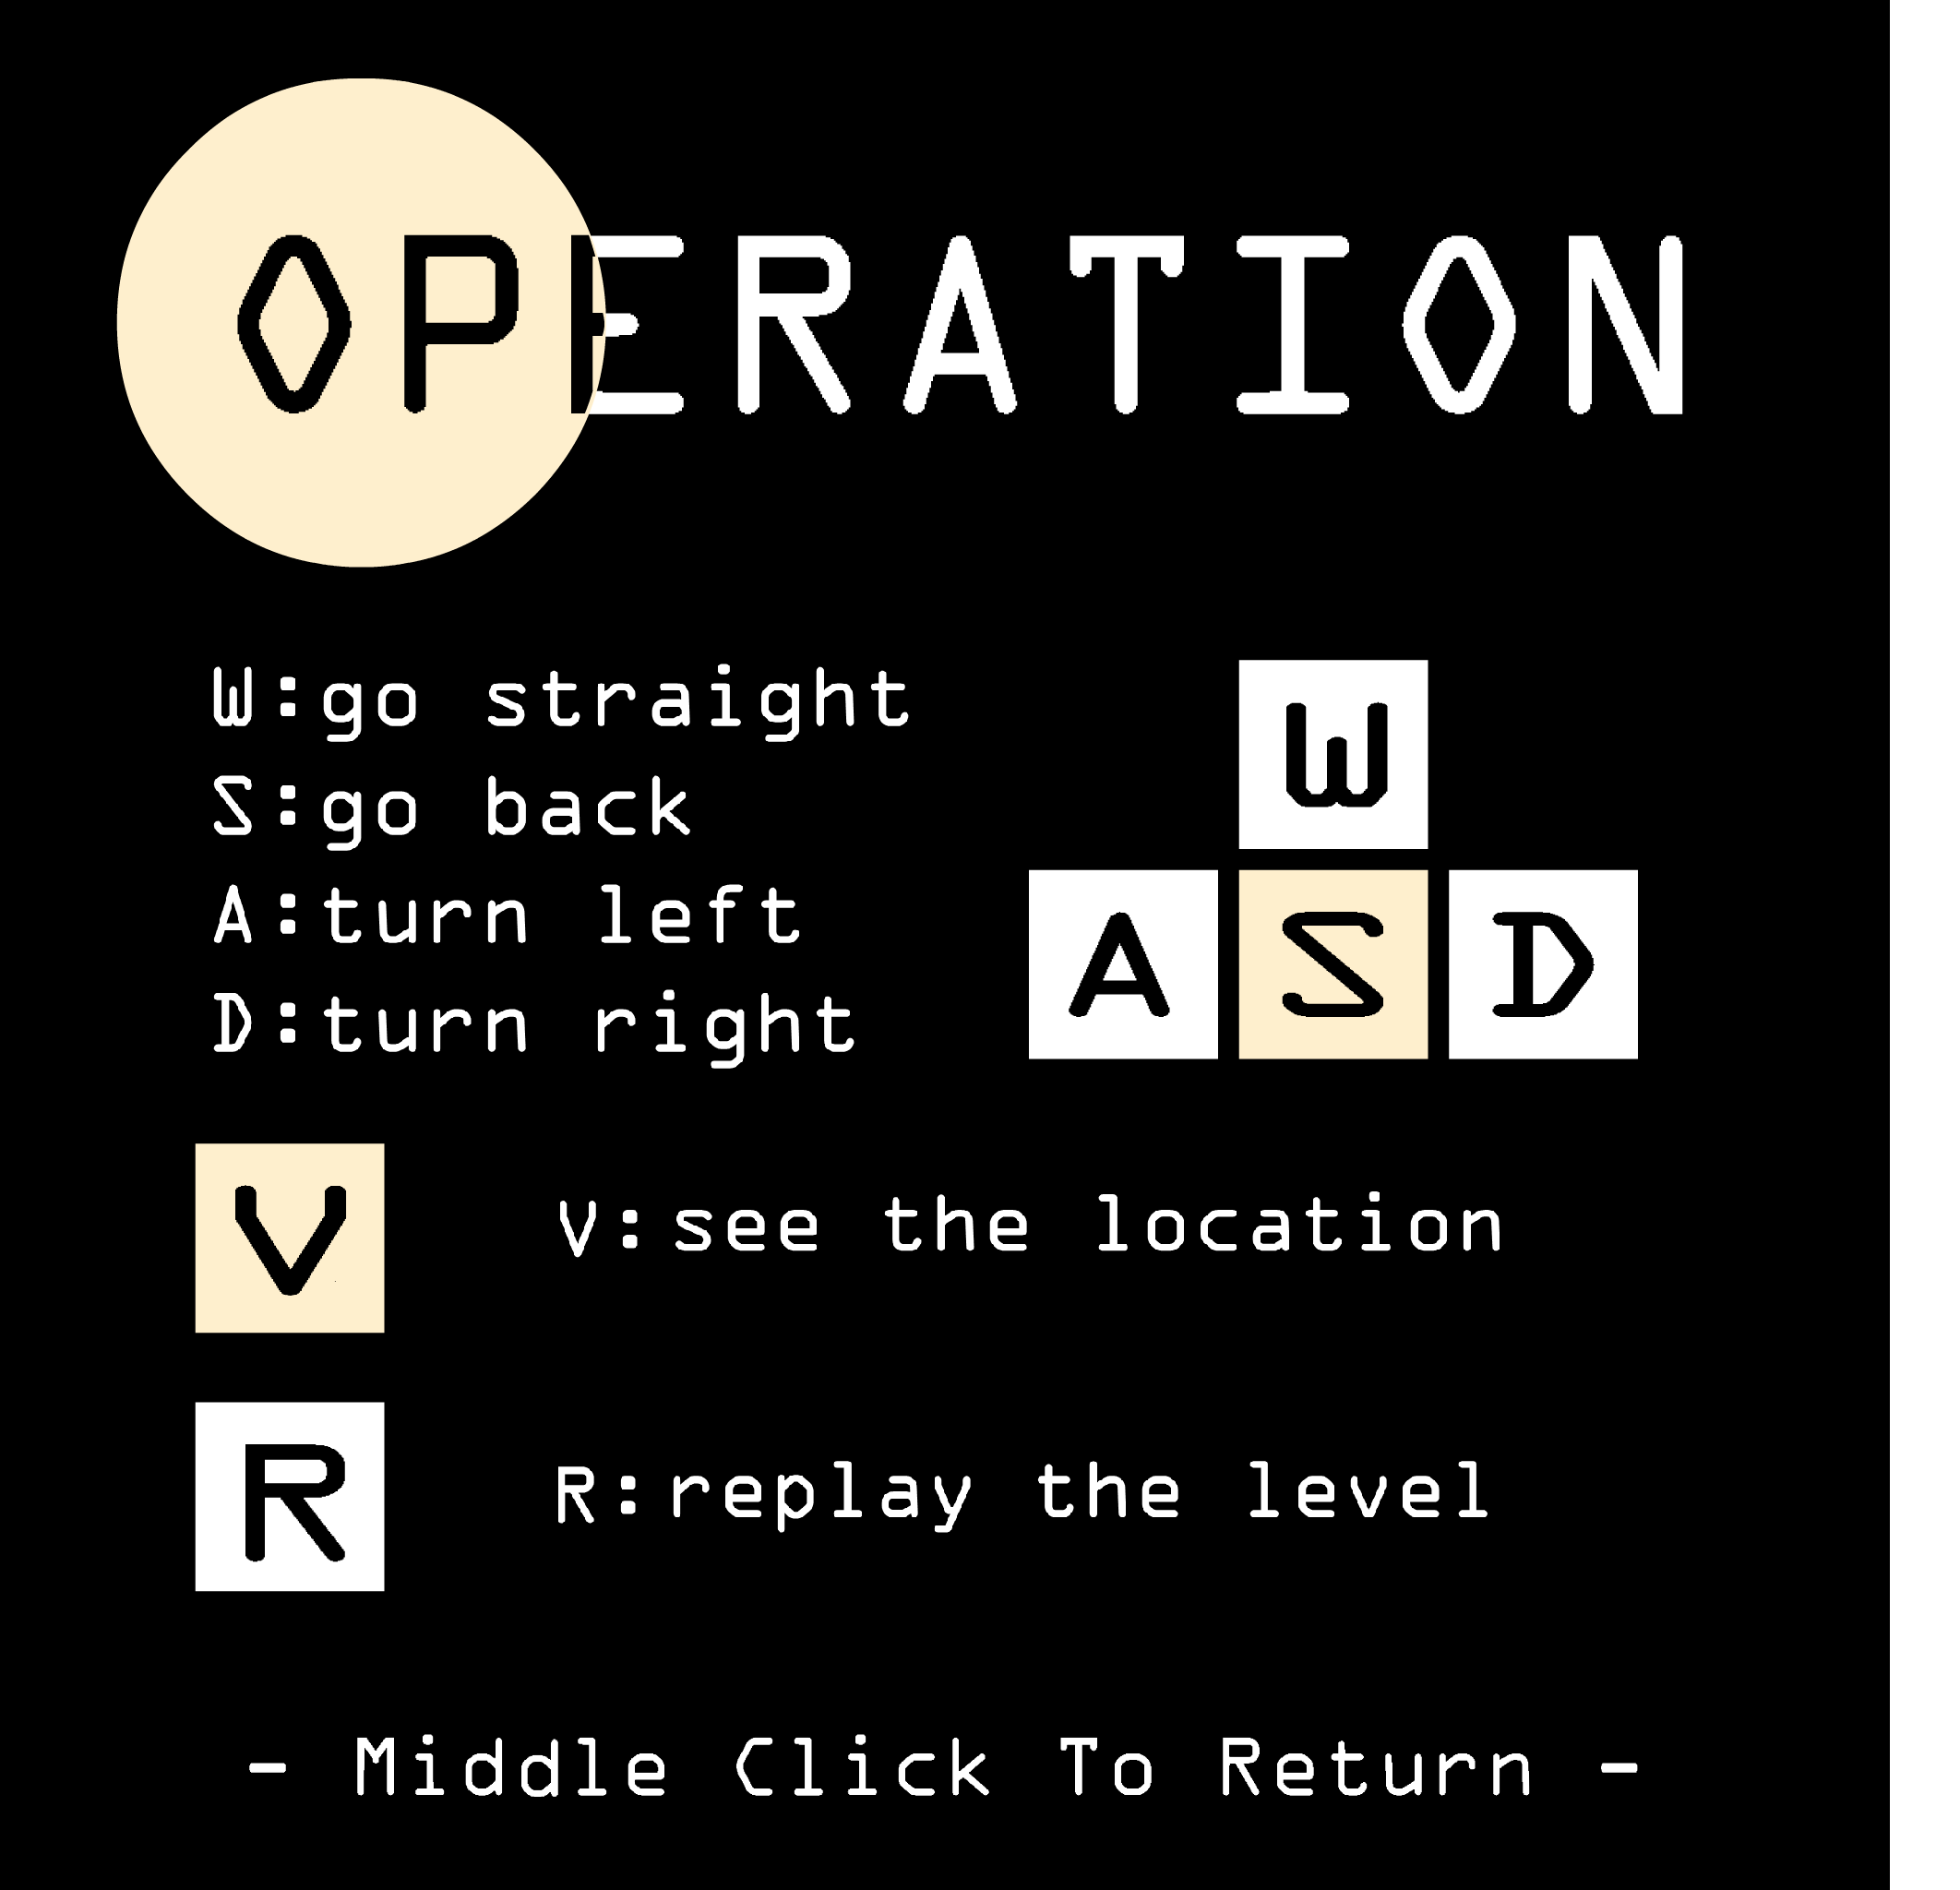 OPERATION
W:go straight
S:go back
A:turn left
D:turn right
W
A S D
V
V:see the location
R
R:replay the level
- Middle Click To Return -